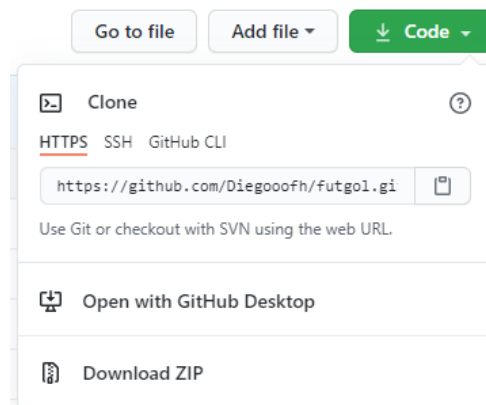 Go to file Add file Code
Clone
HTTPS SSH GitHub CLI
https://github.com/Diegooofh/futgol.gi
Use Git or checkout with SVN using the web URL.
Open with GitHub Desktop
Download ZIP